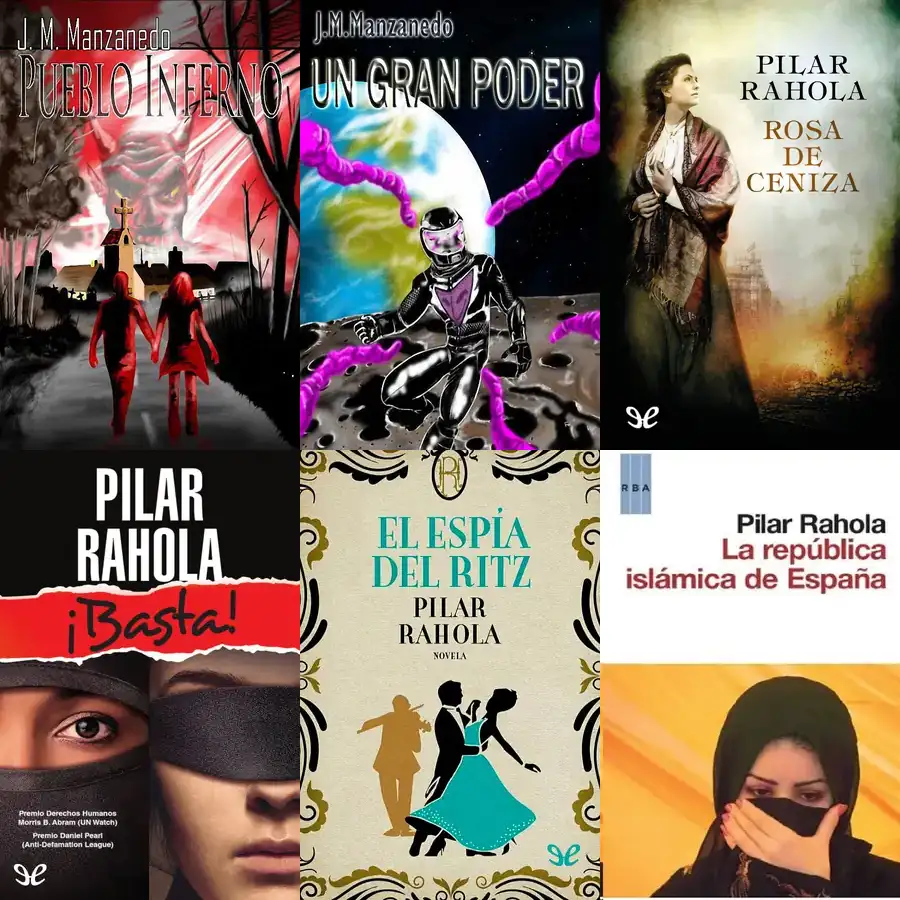 J. M. Manzanedo
PUEBLO INFERNO
J.M.Manzanedo
UN GRAN PODER
PILAR
RAHOLA
ROSA
DE
CENIZA
PILAR
RAHOLA
¡Basta!
Premio Derechos Humanos
Morris B. Abram (UN Watch)
Premio Daniel Pearl
(Anti-Defamation League)
R
EL ESPÍA
DEL RITZ
PILAR
RAHOLA
NOVELA
RBA
Pilar Rahola
La república
islámica de España